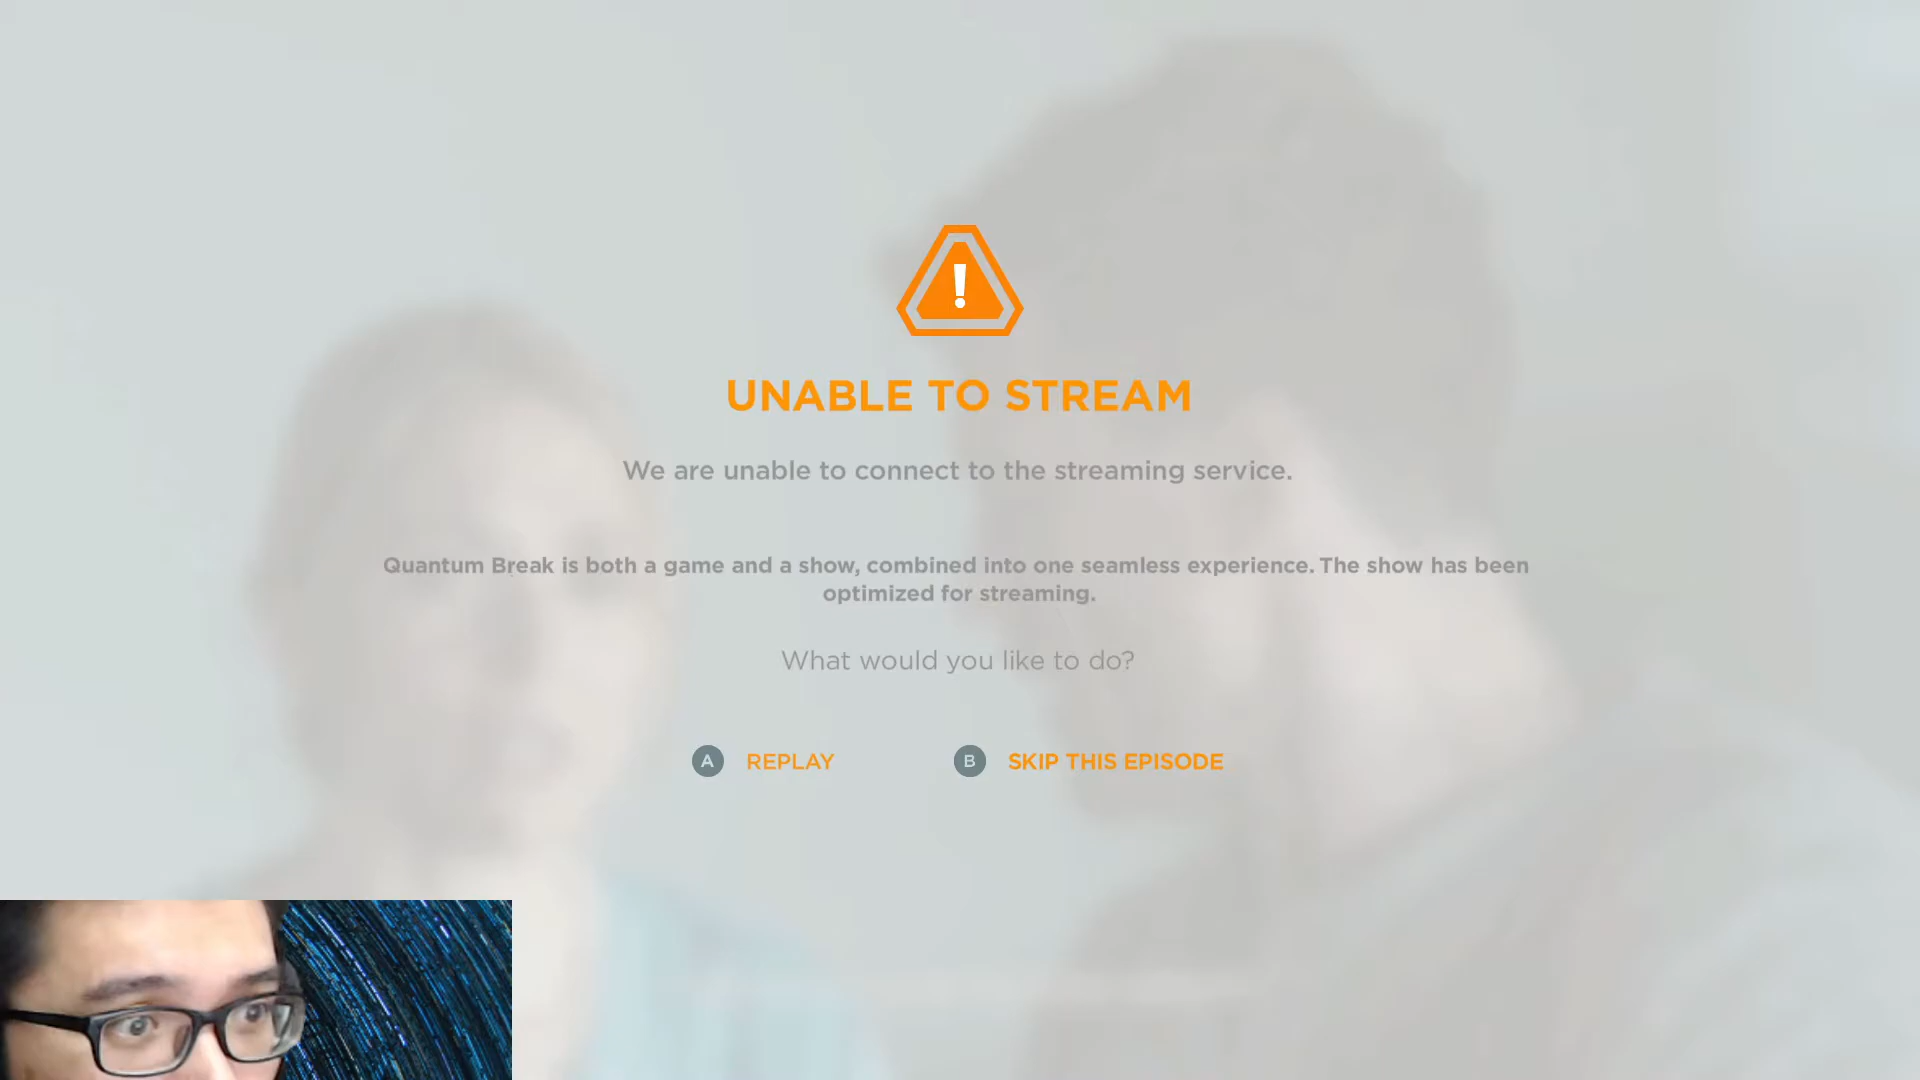 UNABLE TO STREAM
We are unable to connect to the streaming service.
Quantum Break is both a game and a show, combined into one seamless experience. The show has been
optimized for streaming.
What would you like to do?
A REPLAY B SKIP THIS EPISODE